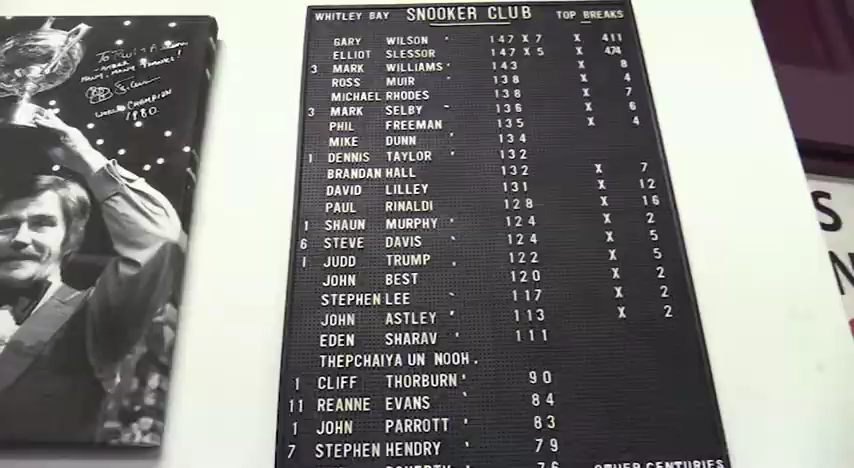 WORLD CHAMPION
1980
WHITLEY BAY SNOOKER CLUB TOP BREAKS
GARY WILSON ' 147 X 7 X 411
ELLIOT SLESSOR 147 X 5 X 474
3 MARK WILLIAMS ' 143 X 8
ROSS MUIR ' 138 X 4
MICHAEL RHODES 138 X 7
3 MARK SELBY " 136 X 6
PHIL FREEMAN 135 X 4
MIKE DUNN ' 134
1 DENNIS TAYLOR ' 132
BRANDAN HALL 132 X 7
DAVID LILLEY 131 X 12
PAUL RINALDI 128 X 16
1 SHAUN MURPHY ' 124 X 2
6 STEVE DAVIS " 124 X 5
1 JUDD TRUMP . 122 X 5
JOHN BEST 120 X 2
STEPHEN LEE " 117 X 2
JOHN ASTLEY ' 113 X 2
EDEN SHARAV ' 111
THEPCHAIYA UN NOOH .
1 CLIFF THORBURN ' 90
11 REANNE EVANS ' 84
1 JOHN PARROTT ' 83
7 STEPHEN HENDRY ' 79
76 OTHER CENTURIES
S
N